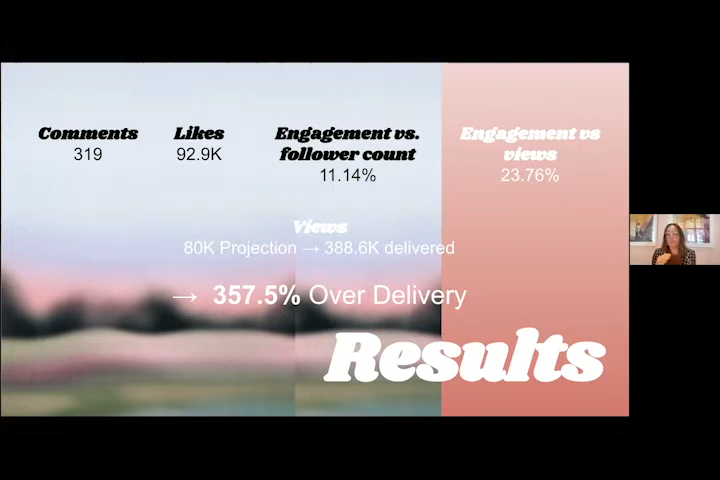 Comments
319
Likes
92.9K
Engagement vs.
follower count
11.14%
Engagement vs
views
23.76%
Views
80K Projection → 388.6K delivered
→ 357.5% Over Delivery
Results